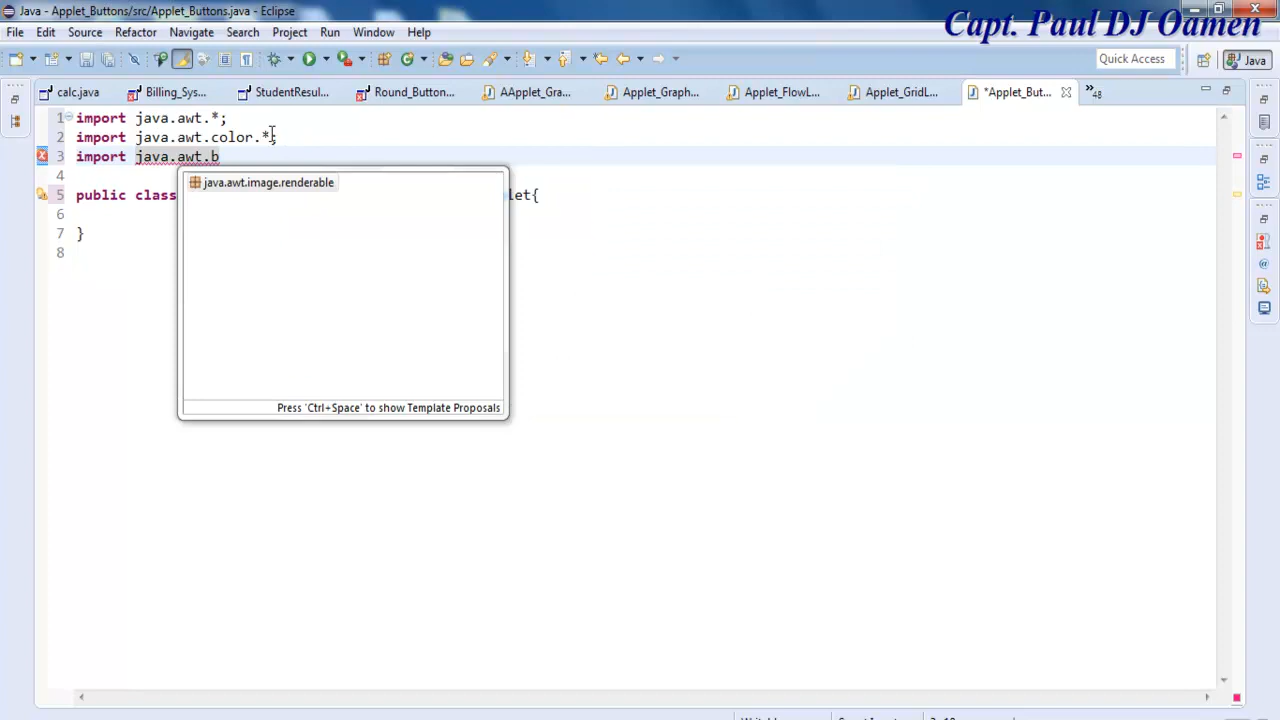 Java - Applet_Buttons/src/Applet_Buttons.java - Eclipse
Capt. Paul DJ Oamen
File Edit Source Refactor Navigate Search Project Run Window Help
Quick Access
Java
calc.java
Billing_Sys...
StudentResul...
Round_Button...
AApplet_Gra...
Applet_Graph...
Applet_FlowL...
Applet_GridL...
*Applet_But...
48
1 import java.awt.*;
2 import java.awt.color.*;
3 import java.awt.b
4
java.awt.image.renderable
5 public class let{
6
7 }
8
Press 'Ctrl+Space' to show Template Proposals